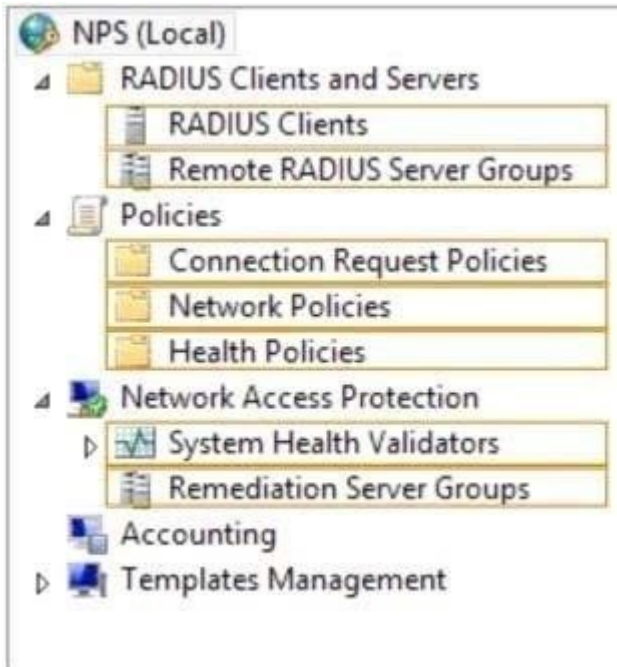 NPS (Local)
RADIUS Clients and Servers
RADIUS Clients
Remote RADIUS Server Groups
Policies
Connection Request Policies
Network Policies
Health Policies
Network Access Protection
System Health Validators
Remediation Server Groups
Accounting
Templates Management